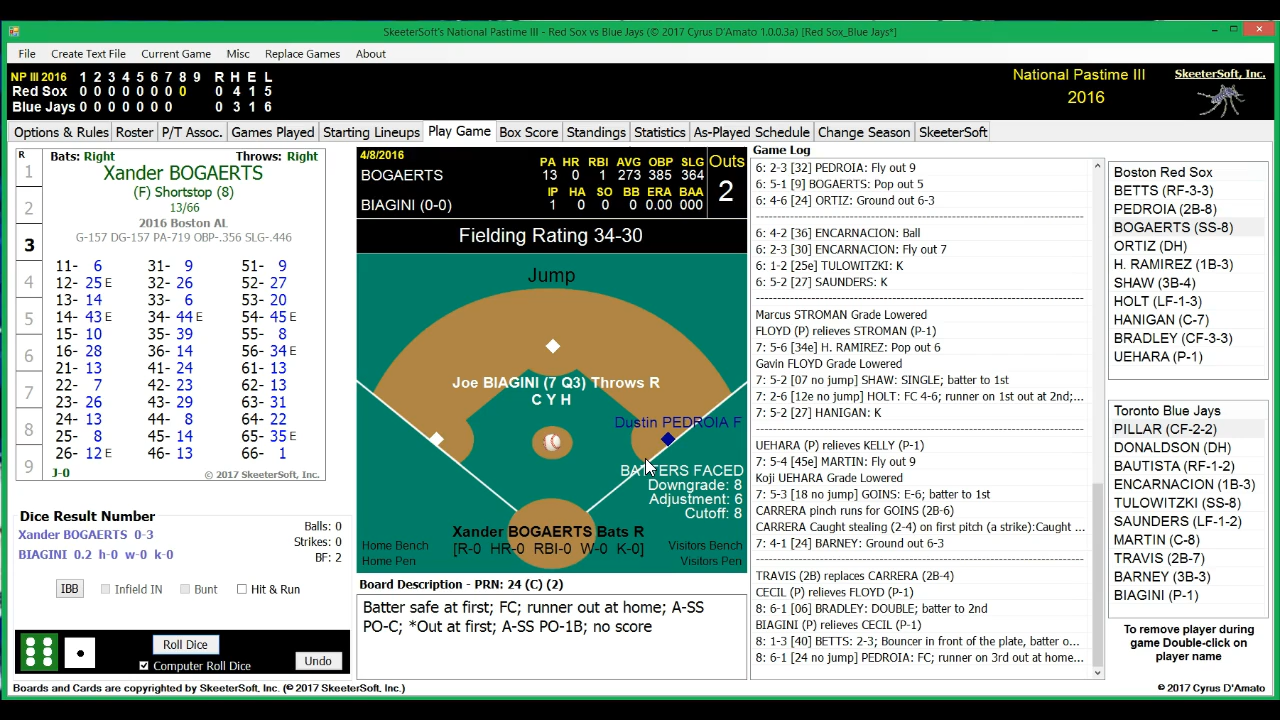 SkeeterSoft's National Pastime III - Red Sox vs Blue Jays (© 2017 Cyrus D'Amato 1.0.0.3a) [Red Sox_Blue Jays*]
File Create Text File Current Game Misc Replace Games About
NP III 2016 1 2 3 4 5 6 7 8 9 R H E L
Red Sox 0 0 0 0 0 0 0 0 0 4 1 5
Blue Jays 0 0 0 0 0 0 0 0 3 1 6
National Pastime III
2016
SkeeterSoft, Inc.
Options & Rules Roster P/T Assoc. Games Played Starting Lineups Play Game Box Score Standings Statistics As-Played Schedule Change Season SkeeterSoft
R
1
2
3
4
5
6
7
8
9
Bats: Right Throws: Right
Xander BOGAERTS
(F) Shortstop (8)
13/66
2016 Boston AL
G-157 DG-157 PA-719 OBP-.356 SLG-.446
11- 6 31- 9 51- 9
12- 25 E 32- 26 52- 27
13- 14 33- 6 53- 20
14- 43 E 34- 44 E 54- 45 E
15- 10 35- 39 55- 8
16- 28 36- 14 56- 34 E
21- 13 41- 24 61- 13
22- 7 42- 23 62- 13
23- 26 43- 29 63- 31
24- 13 44- 8 64- 22
25- 8 45- 14 65- 35 E
26- 12 E 46- 13 66- 1
J-0 © 2017 SkeeterSoft, Inc.
Dice Result Number
Xander BOGAERTS 0-3
BIAGINI 0.2 h-0 w-0 k-0
Balls: 0
Strikes: 0
BF: 2
IBB Infield IN Bunt Hit & Run
Roll Dice
Computer Roll Dice
Undo
Boards and Cards are copyrighted by SkeeterSoft, Inc. (© 2017 SkeeterSoft, Inc.)
4/8/2016 PA HR RBI AVG OBP SLG
BOGAERTS 13 0 1 273 385 364
IP HA SO BB ERA BAA
BIAGINI (0-0) 1 0 0 0 0.00 000
Outs
2
Fielding Rating 34-30
Jump
Joe BIAGINI (7 Q3) Throws R
C Y H
Dustin PEDROIA F
BATTERS FACED
Downgrade: 8
Adjustment: 6
Cutoff: 8
Xander BOGAERTS Bats R
[R-0 HR-0 RBI-0 W-0 K-0]
Home Bench
Home Pen
Visitors Bench
Visitors Pen
Board Description - PRN: 24 (C) (2)
Batter safe at first; FC; runner out at home; A-SS
PO-C; *Out at first; A-SS PO-1B; no score
Game Log
6: 2-3 [32] PEDROIA: Fly out 9
6: 5-1 [9] BOGAERTS: Pop out 5
6: 4-6 [24] ORTIZ: Ground out 6-3
6: 4-2 [36] ENCARNACION: Ball
6: 2-3 [30] ENCARNACION: Fly out 7
6: 1-2 [25e] TULOWITZKI: K
6: 5-2 [27] SAUNDERS: K
Marcus STROMAN Grade Lowered
FLOYD (P) relieves STROMAN (P-1)
7: 5-6 [34e] H. RAMIREZ: Pop out 6
Gavin FLOYD Grade Lowered
7: 5-2 [07 no jump] SHAW: SINGLE; batter to 1st
7: 2-6 [12e no jump] HOLT: FC 4-6; runner on 1st out at 2nd;...
7: 5-2 [27] HANIGAN: K
UEHARA (P) relieves KELLY (P-1)
7: 5-4 [45e] MARTIN: Fly out 9
Koji UEHARA Grade Lowered
7: 5-3 [18 no jump] GOINS: E-6; batter to 1st
CARRERA pinch runs for GOINS (2B-6)
CARRERA Caught stealing (2-4) on first pitch (a strike):Caught ...
7: 4-1 [24] BARNEY: Ground out 6-3
TRAVIS (2B) replaces CARRERA (2B-4)
CECIL (P) relieves FLOYD (P-1)
8: 6-1 [06] BRADLEY: DOUBLE; batter to 2nd
BIAGINI (P) relieves CECIL (P-1)
8: 1-3 [40] BETTS: 2-3; Bouncer in front of the plate, batter o...
8: 6-1 [24 no jump] PEDROIA: FC; runner on 3rd out at home...
Boston Red Sox
BETTS (RF-3-3)
PEDROIA (2B-8)
BOGAERTS (SS-8)
ORTIZ (DH)
H. RAMIREZ (1B-3)
SHAW (3B-4)
HOLT (LF-1-3)
HANIGAN (C-7)
BRADLEY (CF-3-3)
UEHARA (P-1)
Toronto Blue Jays
PILLAR (CF-2-2)
DONALDSON (DH)
BAUTISTA (RF-1-2)
ENCARNACION (1B-3)
TULOWITZKI (SS-8)
SAUNDERS (LF-1-2)
MARTIN (C-8)
TRAVIS (2B-7)
BARNEY (3B-3)
BIAGINI (P-1)
To remove player during
game Double-click on
player name
© 2017 Cyrus D'Amato